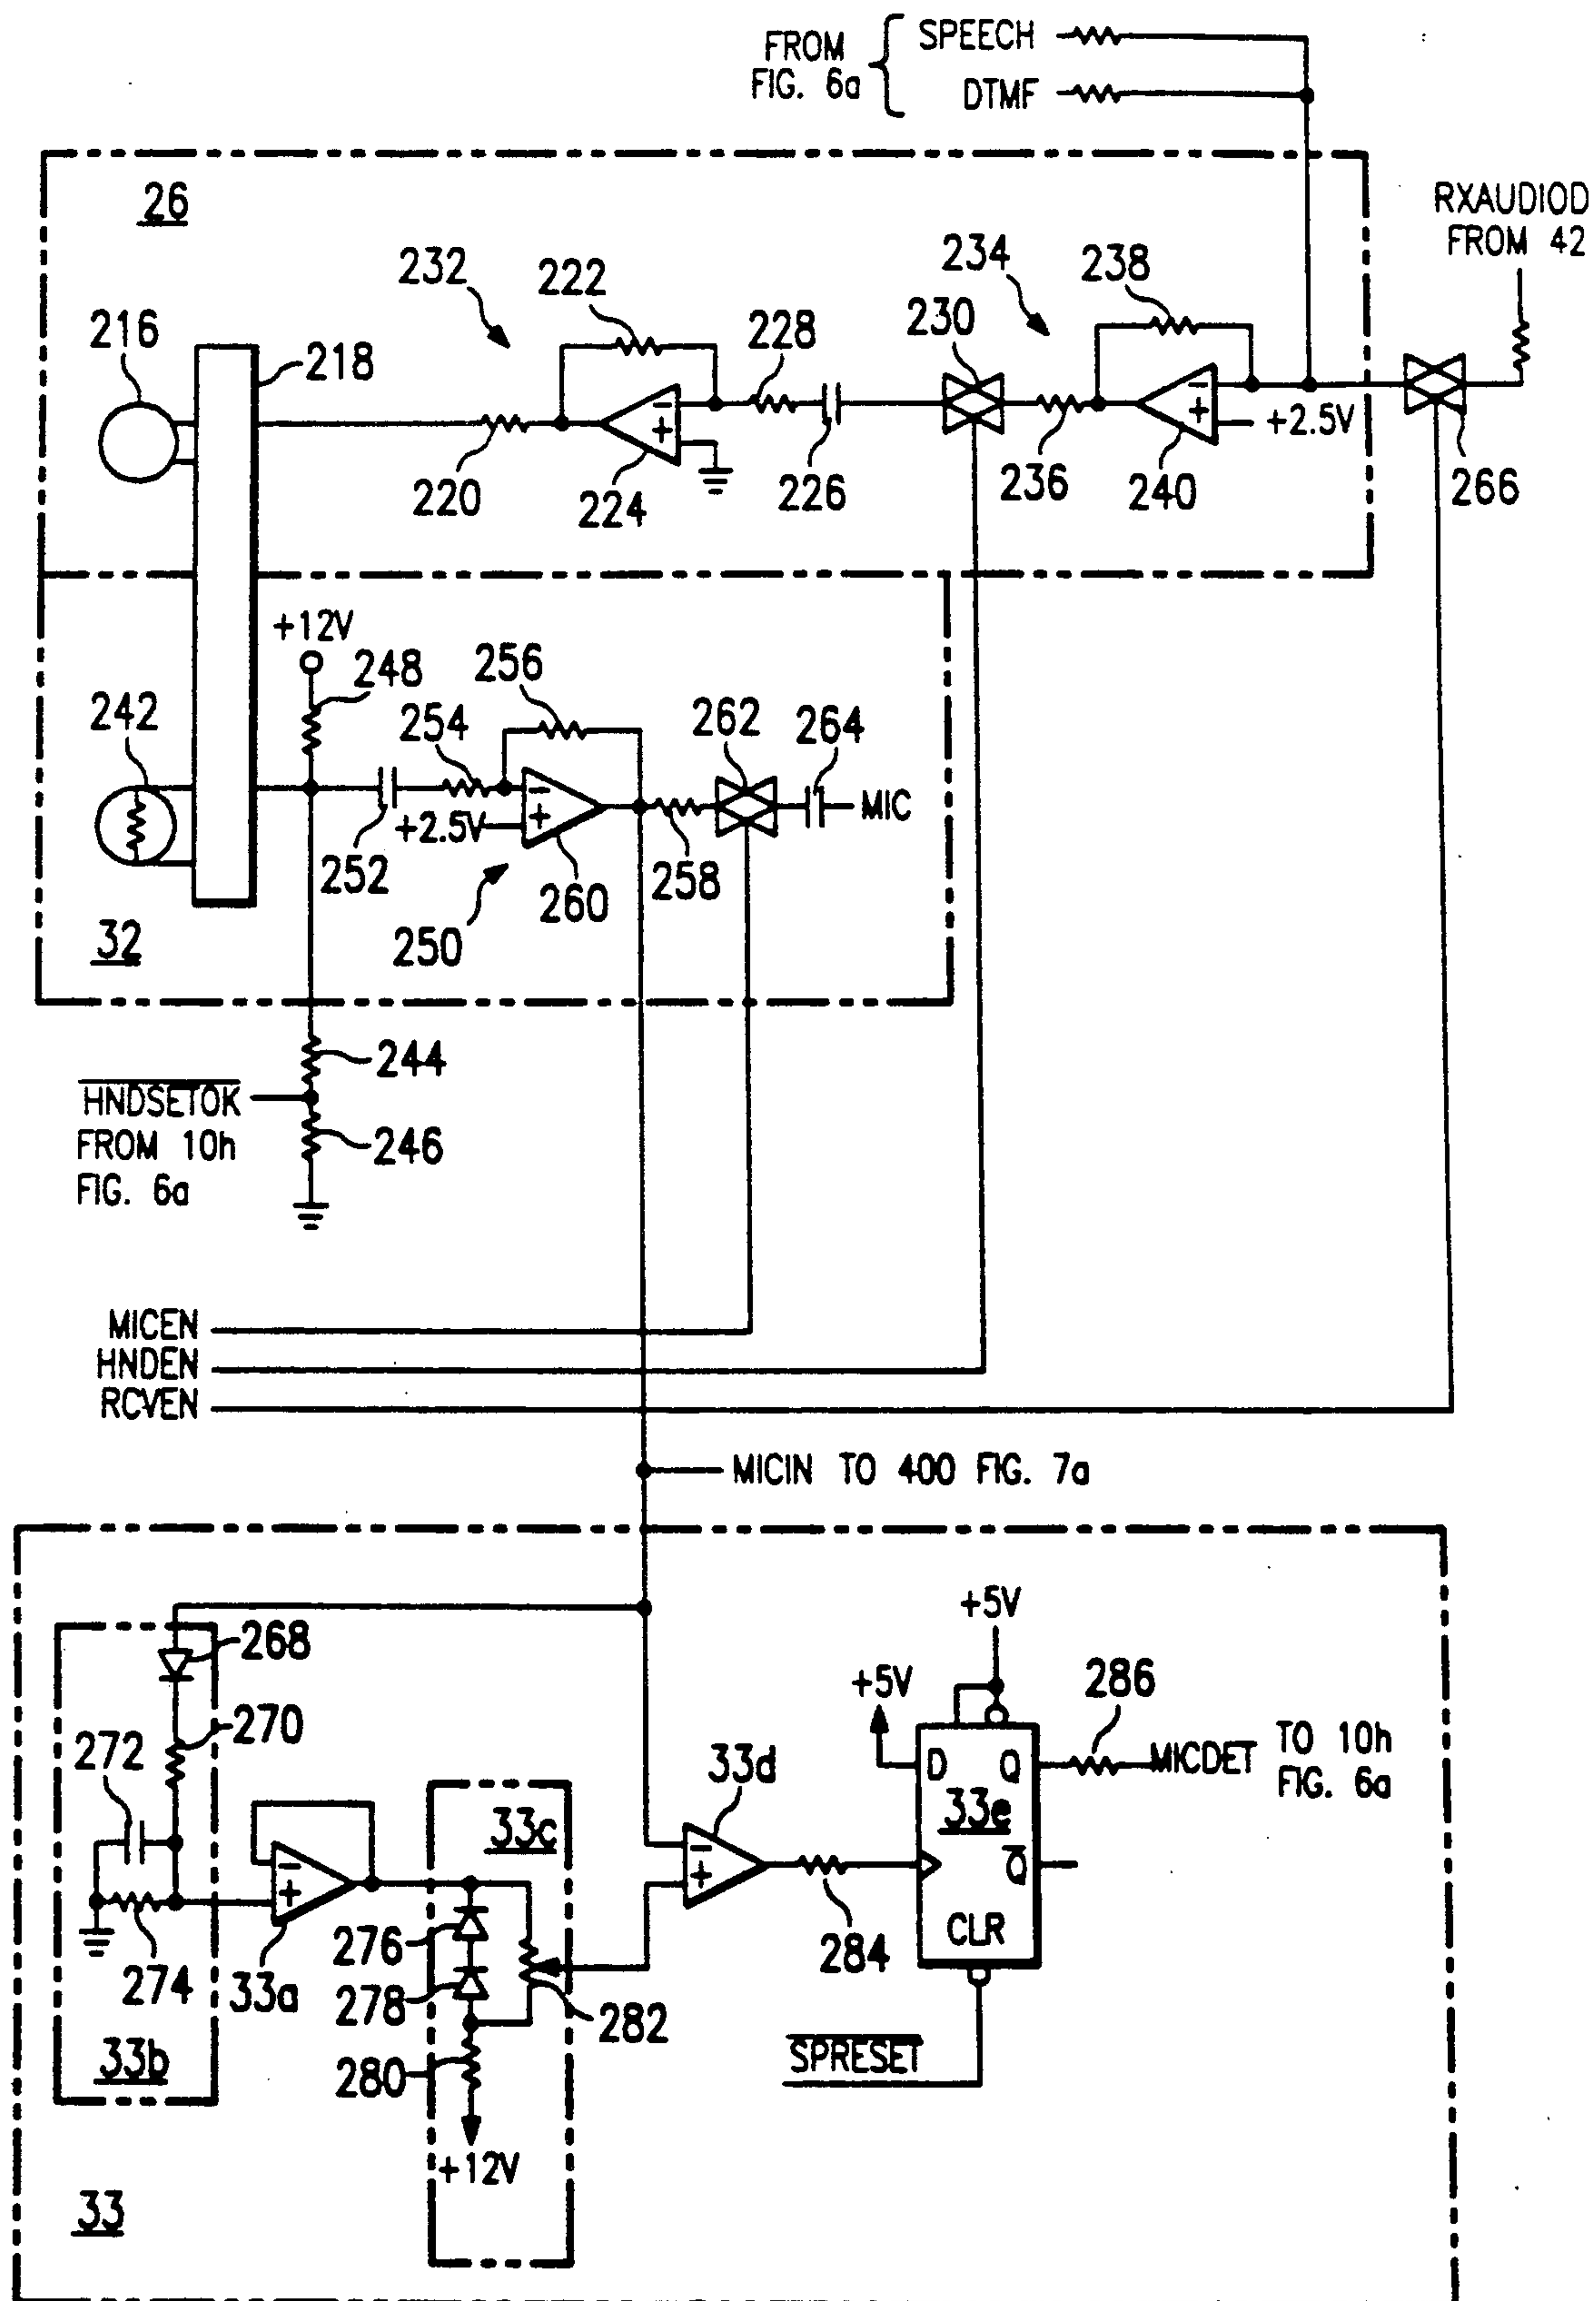 FROM
FIG. 6a
SPEECH
DTMF
26
RXAUDIOD
FROM 42
232
222
234
238
216
218
228
230
-
+
-
+
+2.5V
220
224
226
236
240
266
+12V
248
256
242
254
262
264
-
+
+2.5V
MIC
252
260
258
250
32
244
HNDSETOK
FROM 10h
FIG. 6a
246
MICEN
HNDEN
RCVEN
MICIN TO 400 FIG. 7a
+5V
268
+5V
286
270
272
MICDET
TO 10h
FIG. 6a
33d
D
Q
33e
33c
-
+
-
+
Q
276
284
CLR
274
33a
278
282
33b
280
SPRESET
+12V
33